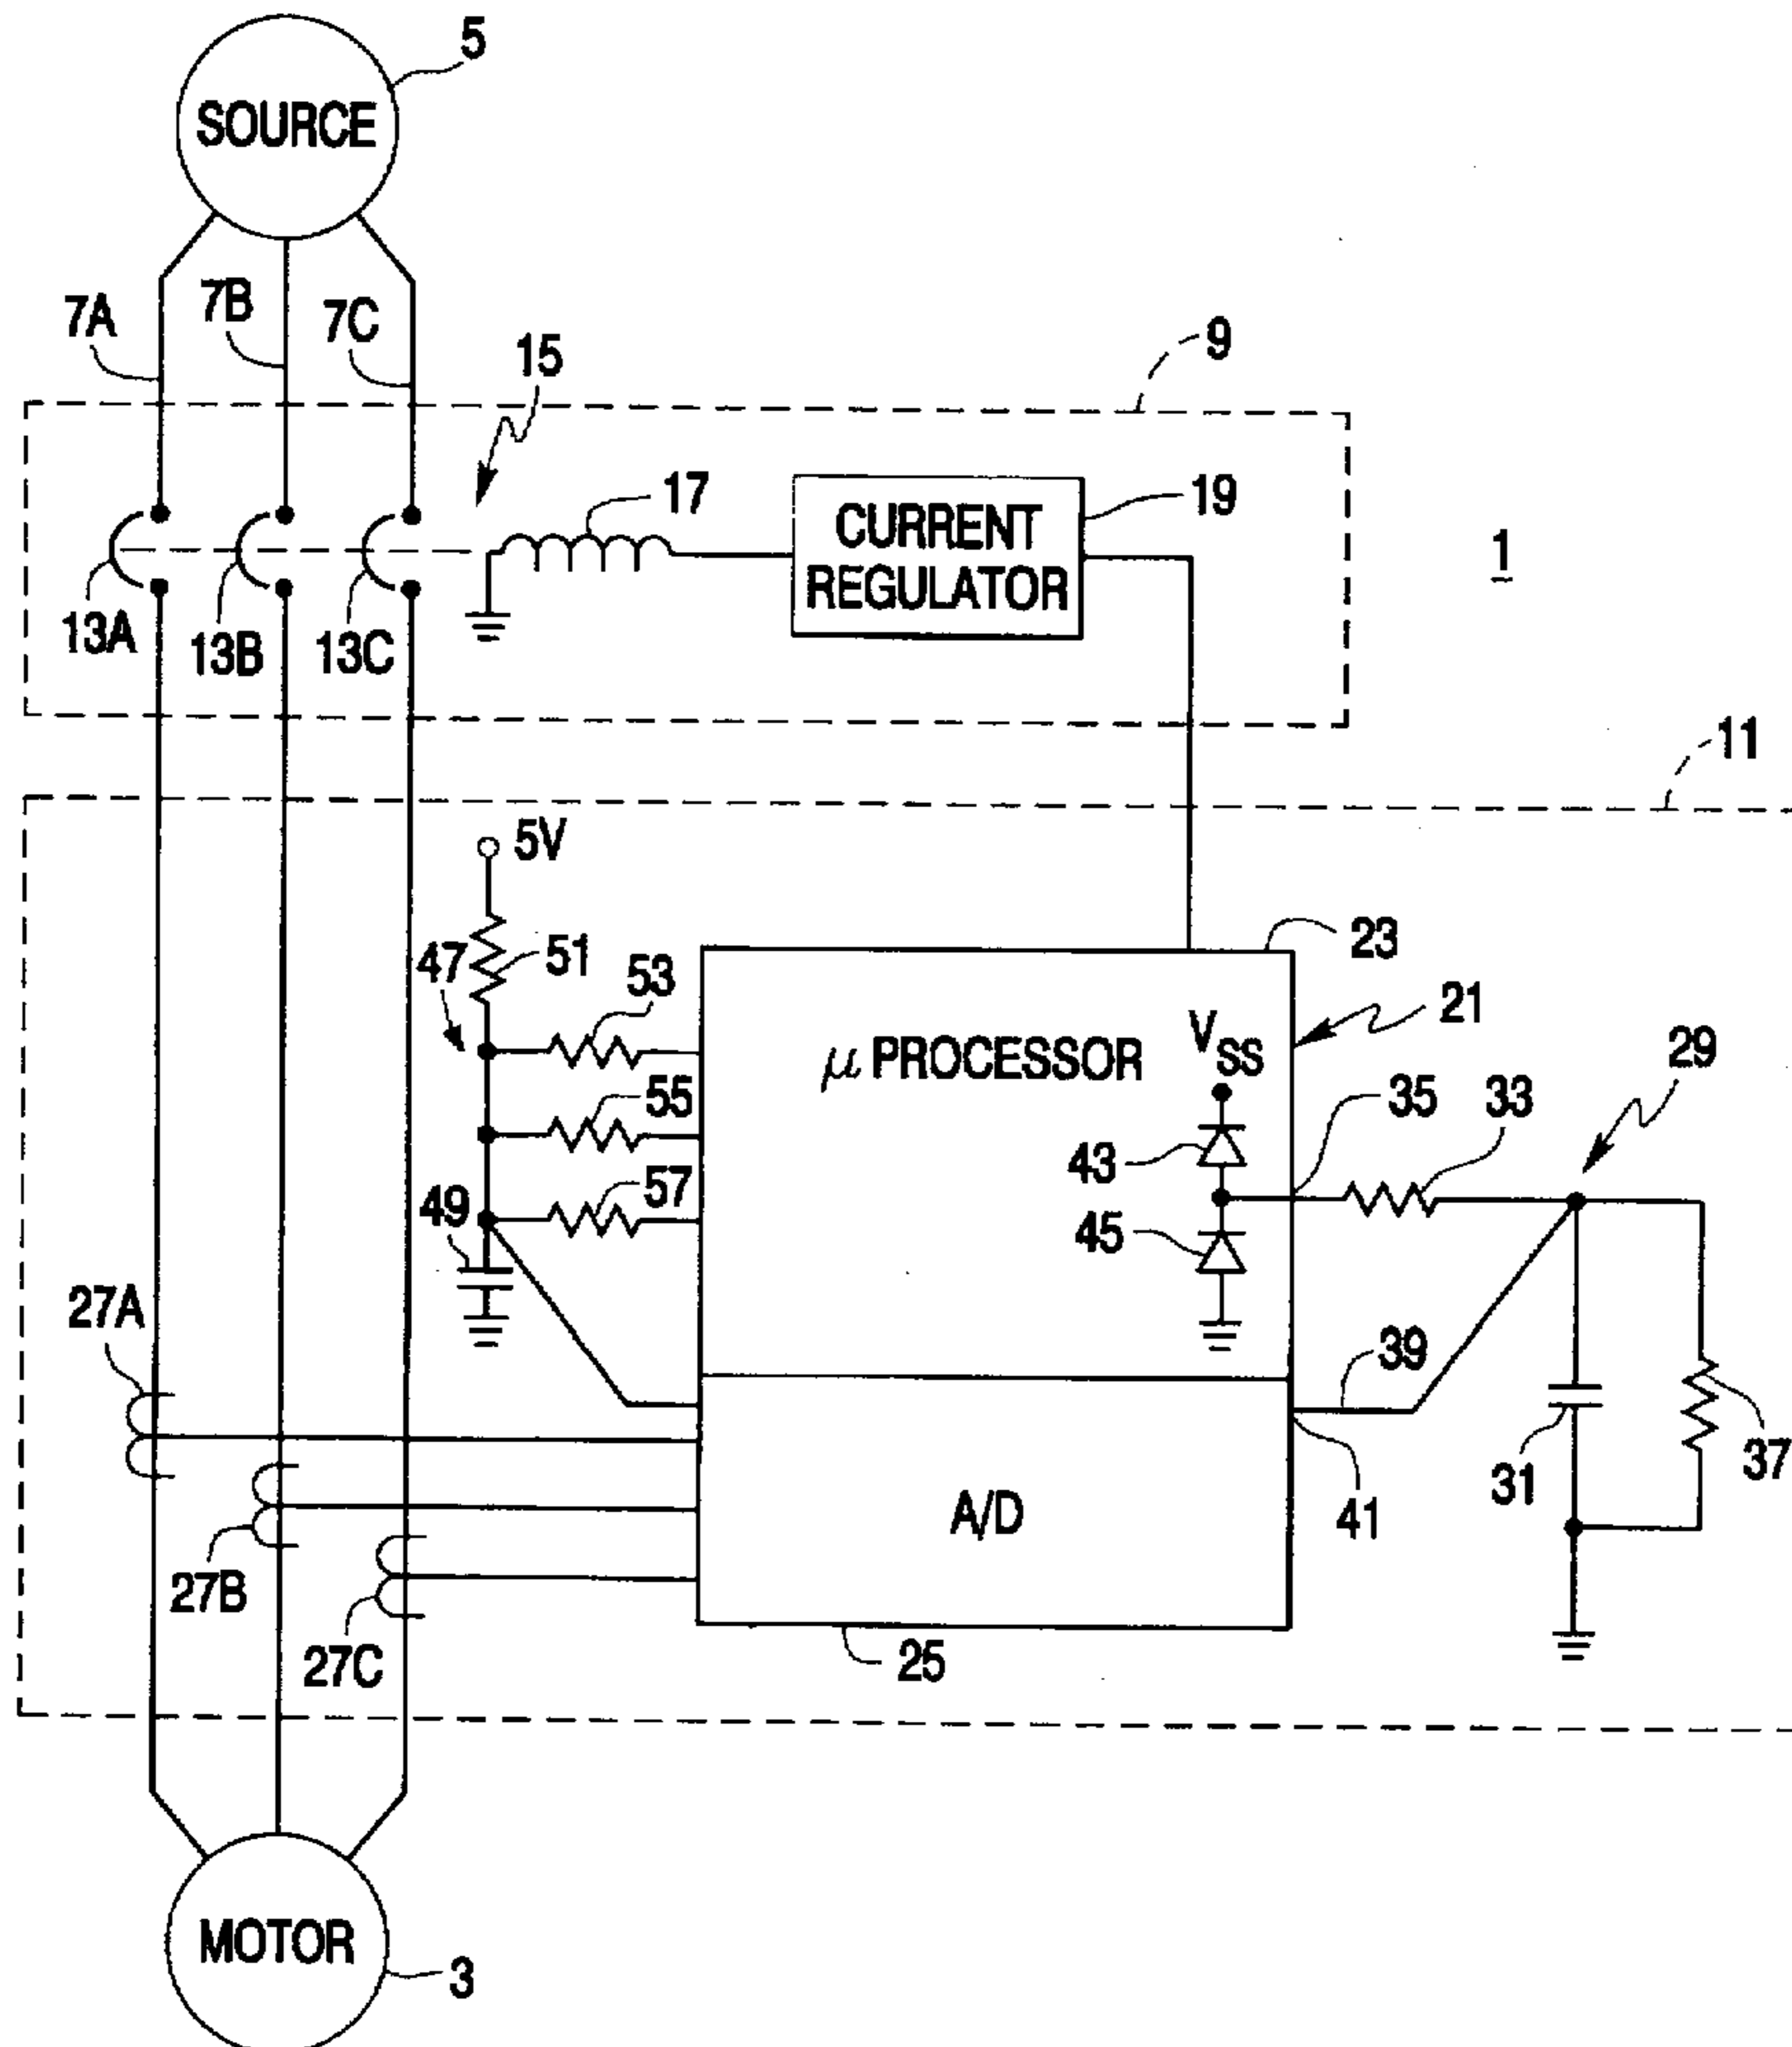 5
SOURCE
7A
7B
7C
15
9
17
CURRENT
REGULATOR
19
1
13A
13B
13C
11
5V
47
51
53
23
21
μ PROCESSOR
VSS
29
55
35
33
43
57
49
45
27A
39
31
37
41
A/D
27B
27C
25
MOTOR
3